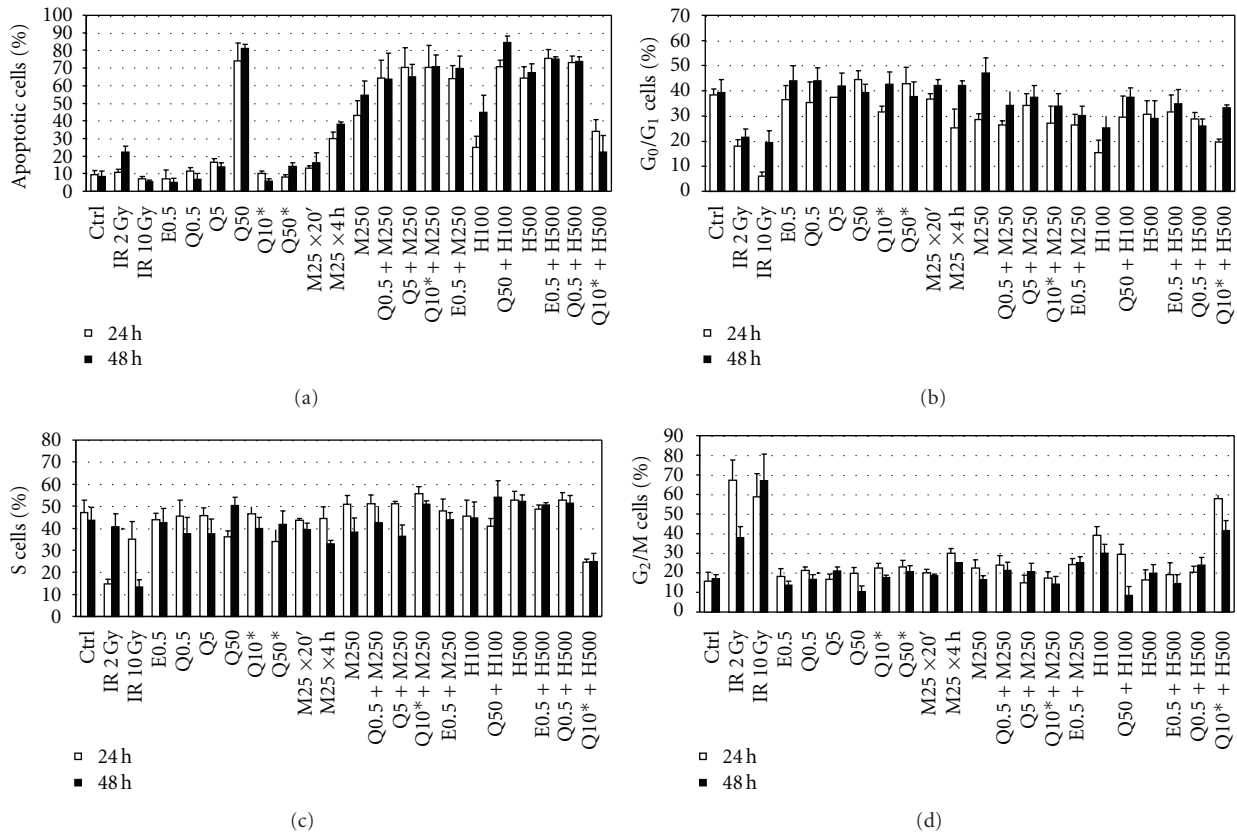 Apoptotic cells (%)
100
90
80
70
60
50
40
30
20
10
0
Ctrl
IR 2 Gy
IR 10 Gy
E0.5
Q0.5
Q5
Q50
Q10*
Q50*
M25 ×20′
M25 ×4 h
M250
Q0.5 + M250
Q5 + M250
Q10* + M250
E0.5 + M250
H100
Q50 + H100
H500
E0.5 + H500
Q0.5 + H500
Q10* + H500
24 h
48 h
(a)
G0/G1 cells (%)
70
60
50
40
30
20
10
0
Ctrl
IR 2 Gy
IR 10 Gy
E0.5
Q0.5
Q5
Q50
Q10*
Q50*
M25 ×20′
M25 ×4 h
M250
Q0.5 + M250
Q5 + M250
Q10* + M250
E0.5 + M250
H100
Q50 + H100
H500
E0.5 + H500
Q0.5 + H500
Q10* + H500
24 h
48 h
(b)
S cells (%)
80
70
60
50
40
30
20
10
0
Ctrl
IR 2 Gy
IR 10 Gy
E0.5
Q0.5
Q5
Q50
Q10*
Q50*
M25 ×20′
M25 ×4 h
M250
Q0.5 + M250
Q5 + M250
Q10* + M250
E0.5 + M250
H100
Q50 + H100
H500
E0.5 + H500
Q0.5 + H500
Q10* + H500
24 h
48 h
(c)
G2/M cells (%)
90
80
70
60
50
40
30
20
10
0
Ctrl
IR 2 Gy
IR 10 Gy
E0.5
Q0.5
Q5
Q50
Q10*
Q50*
M25 ×20′
M25 ×4 h
M250
Q0.5 + M250
Q5 + M250
Q10* + M250
E0.5 + M250
H100
Q50 + H100
H500
E0.5 + H500
Q0.5 + H500
Q10* + H500
24 h
48 h
(d)